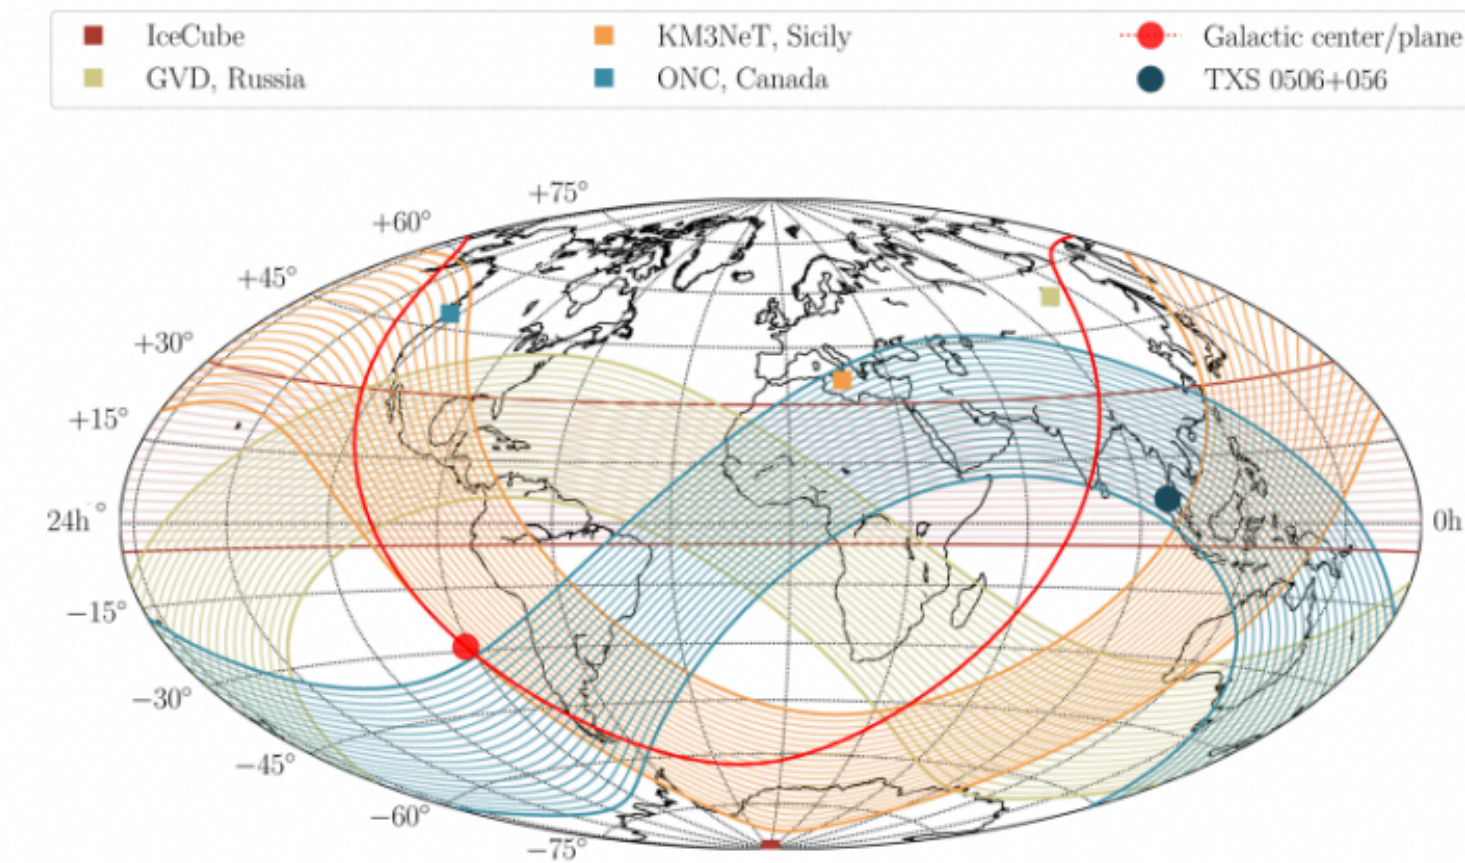 IceCube
KM3NeT, Sicily
Galactic center/plane
GVD, Russia
ONC, Canada
TXS 0506+056
+75°
+60°
+45°
+30°
+15°
24h °
0h
−15°
−30°
−45°
−60°
−75°